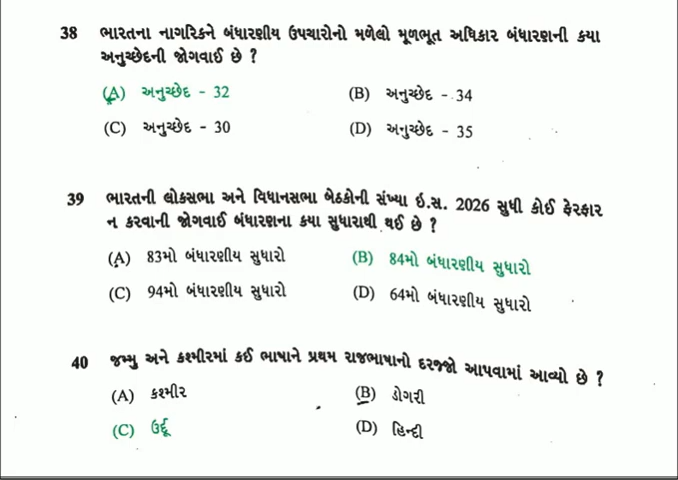 38 ભારતના નાગરિકને બંધારણીય ઉપચારોનો મળેલો મૂળભૂત અધિકાર બંધારણની કયા
અનુચ્છેદની જોગવાઈ છે ?
(A) અનુચ્છેદ - 32 (B) અનુચ્છેદ - 34
(C) અનુચ્છેદ - 30 (D) અનુચ્છેદ - 35
39 ભારતની લોકસભા અને વિધાનસભા બેઠકોની સંખ્યા ઇ.સ. 2026 સુધી કોઈ ફેરફાર
ન કરવાની જોગવાઈ બંધારણના કયા સુધારાથી થઈ છે ?
(A) 83મો બંધારણીય સુધારો (B) 84મો બંધારણીય સુધારો
(C) 94મો બંધારણીય સુધારો (D) 64મો બંધારણીય સુધારો
40 જમ્મુ અને કશ્મીરમાં કઈ ભાષાને પ્રથમ રાજભાષાનો દરજ્જો આપવામાં આવ્યો છે ?
(A) કશ્મીર (B) ડોગરી
(C) ઉર્દૂ (D) હિન્દી